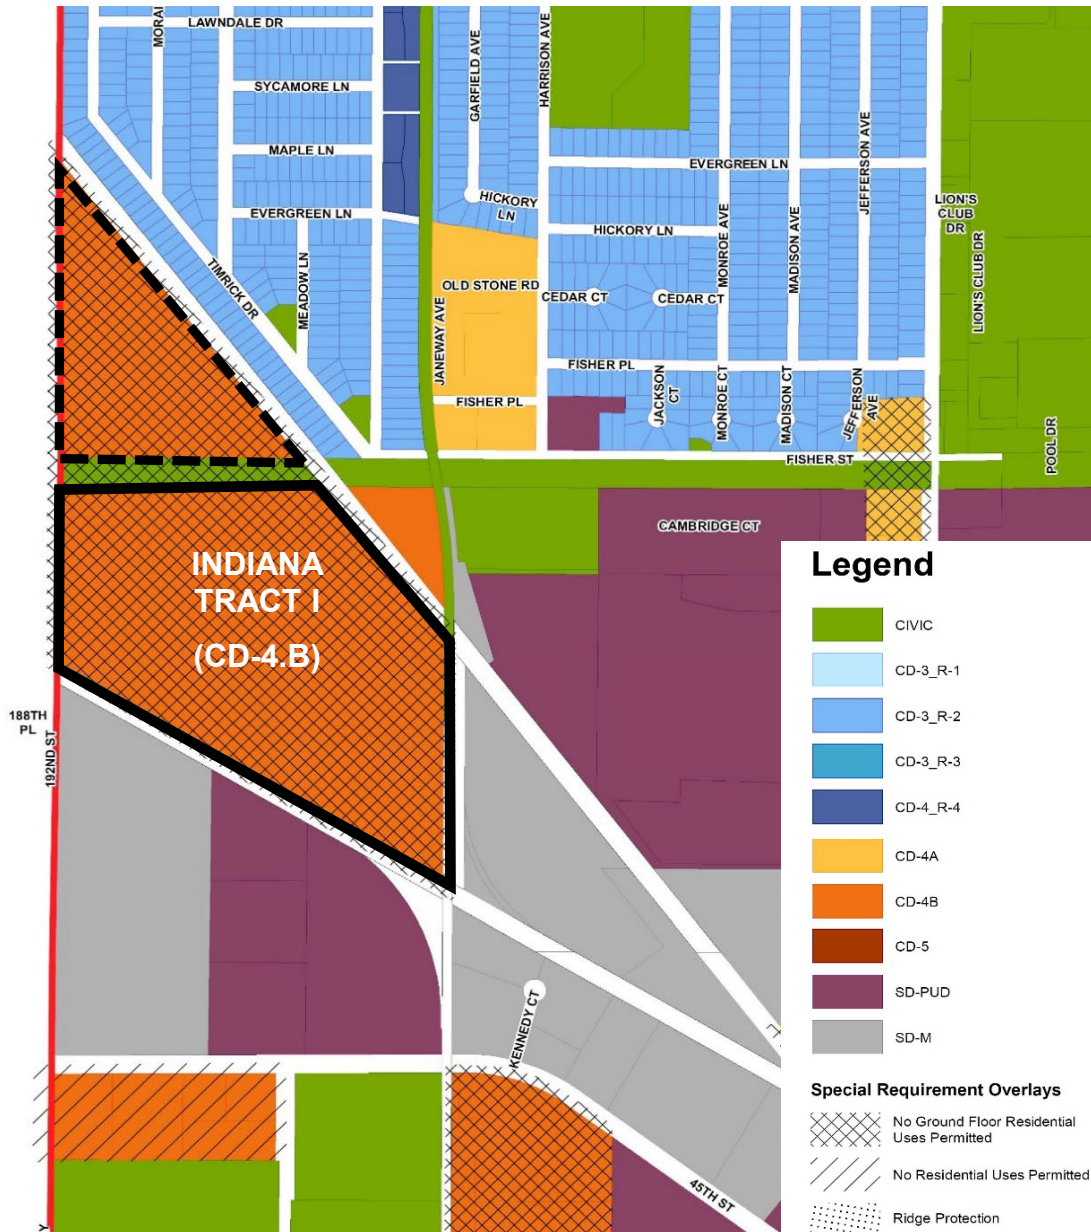 LAWNDALE DR
SYCAMORE LN
MAPLE LN
EVERGREEN LN
MEADOW LN
TIMRICK DR
GARFIELD AVE
HARRISON AVE
HICKORY
LN
EVERGREEN LN
HICKORY LN
OLD STONE RD
CEDAR CT
CEDAR CT
JANEWAY AVE
MONROE AVE
MADISON AVE
JEFFERSON AVE
LION'S
CLUB
DR
LION'S CLUB DR
FISHER PL
FISHER PL
JACKSON
CT
MONROE CT
MADISON CT
JEFFERSON
AVE
FISHER ST
POOL DR
CAMBRIDGE CT
INDIANA
TRACT I
(CD-4.B)
188TH
PL
192ND ST
KENNEDY CT
45TH ST
Legend
CIVIC
CD-3_R-1
CD-3_R-2
CD-3_R-3
CD-4_R-4
CD-4A
CD-4B
CD-5
SD-PUD
SD-M
Special Requirement Overlays
No Ground Floor Residential
Uses Permitted
No Residential Uses Permitted
Ridge Protection